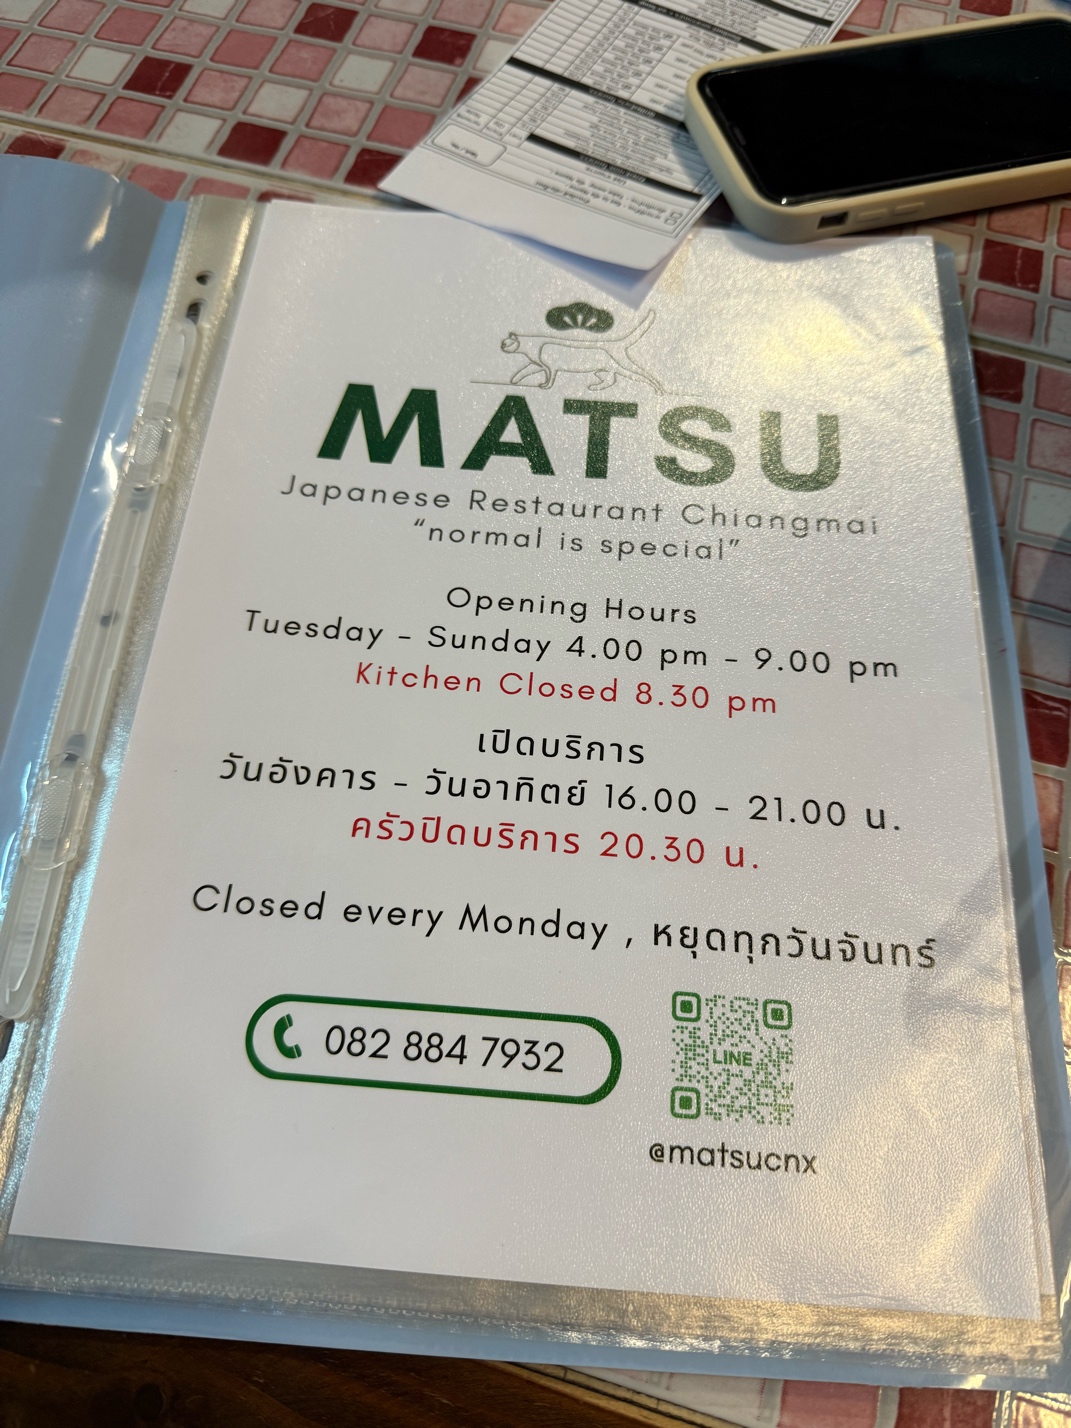 MATSU
Japanese Restaurant Chiangmai
“normal is special”
Opening Hours
Tuesday - Sunday 4.00 pm - 9.00 pm
Kitchen Closed 8.30 pm
เปิดบริการ
วันอังคาร - วันอาทิตย์ 16.00 - 21.00 น.
ครัวปิดบริการ 20.30 น.
Closed every Monday , หยุดทุกวันจันทร์
082 884 7932
LINE
@matsucnx